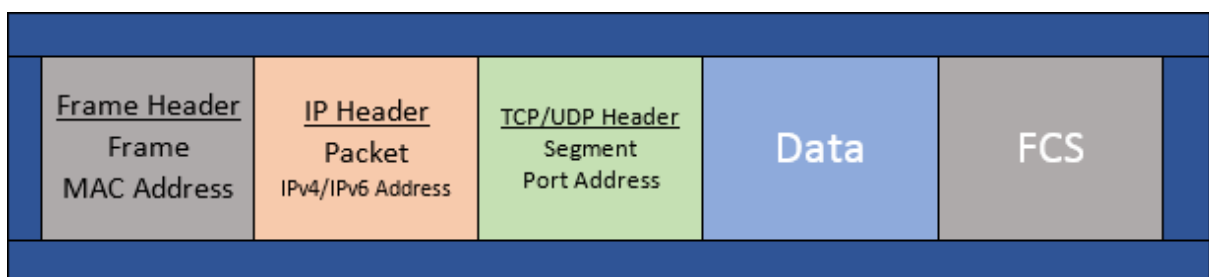 Frame Header
Frame
MAC Address
IP Header
Packet
IPv4/IPv6 Address
TCP/UDP Header
Segment
Port Address
Data
FCS